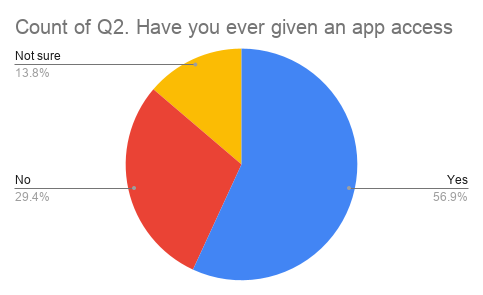 Count of Q2. Have you ever given an app access
Not sure
13.8%
No
29.4%
Yes
56.9%